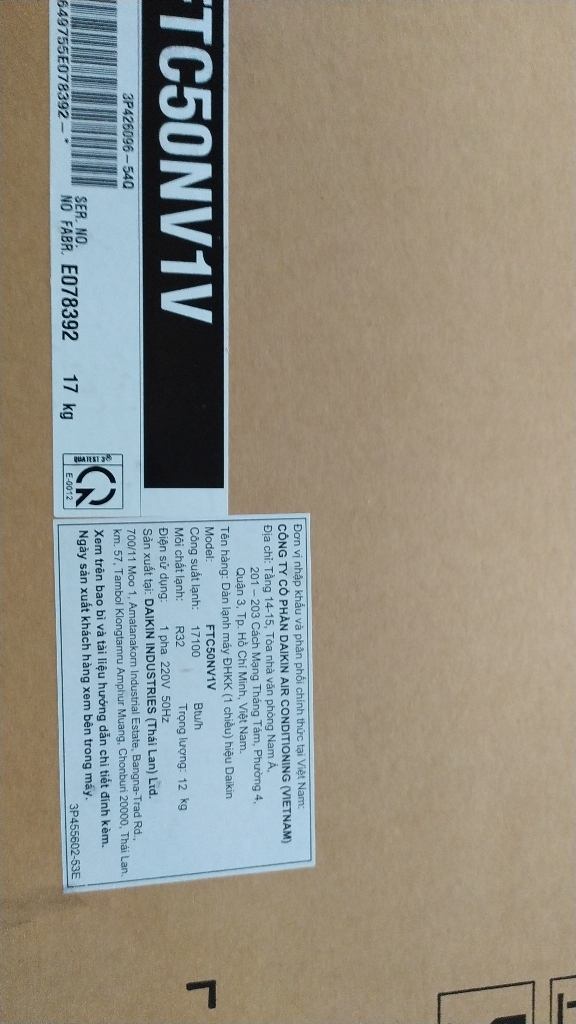 TC50NV1V
3P426096-54Q
649755E078392-*
SER. NO.
NO FABR. E078392 17 kg
QUATEST 3®
E-0012
Đơn vị nhập khẩu và phân phối chính thức tại Việt Nam:
CÔNG TY CỔ PHẦN DAIKIN AIR CONDITIONING (VIETNAM)
Địa chỉ: Tầng 14-15, Tòa nhà văn phòng Nam Á,
201 – 203 Cách Mạng Tháng Tám, Phường 4,
Quận 3, Tp. Hồ Chí Minh, Việt Nam.
Tên hàng: Dàn lạnh máy ĐHKK (1 chiều) hiệu Daikin
Model: FTC50NV1V
Công suất lạnh: 17100 Btu/h
Môi chất lạnh: R32 Trọng lượng: 12 kg
Điện sử dụng: 1 pha 220V 50Hz
Sản xuất tại: DAIKIN INDUSTRIES (Thái Lan) Ltd.
700/11 Moo 1, Amatanakorn Industrial Estate, Bangna-Trad Rd.,
km. 57, Tambol Klongtamru Amphur Muang, Chonburi 20000, Thái Lan.
Xem trên bao bì và tài liệu hướng dẫn chi tiết đính kèm.
Ngày sản xuất khách hàng xem bên trong máy.
3P455602-53E